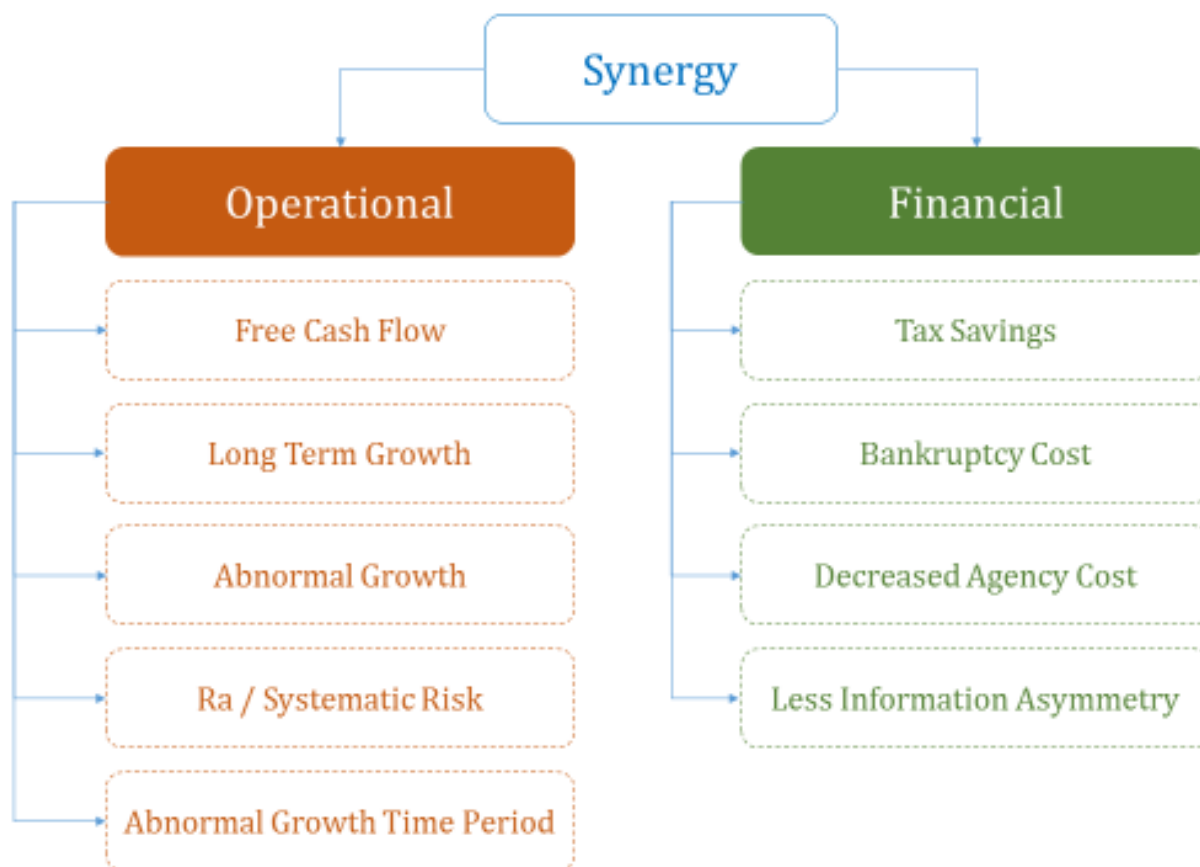 Synergy
Operational
Financial
Free Cash Flow
Tax Savings
Long Term Growth
Bankruptcy Cost
Abnormal Growth
Decreased Agency Cost
Ra / Systematic Risk
Less Information Asymmetry
Abnormal Growth Time Period